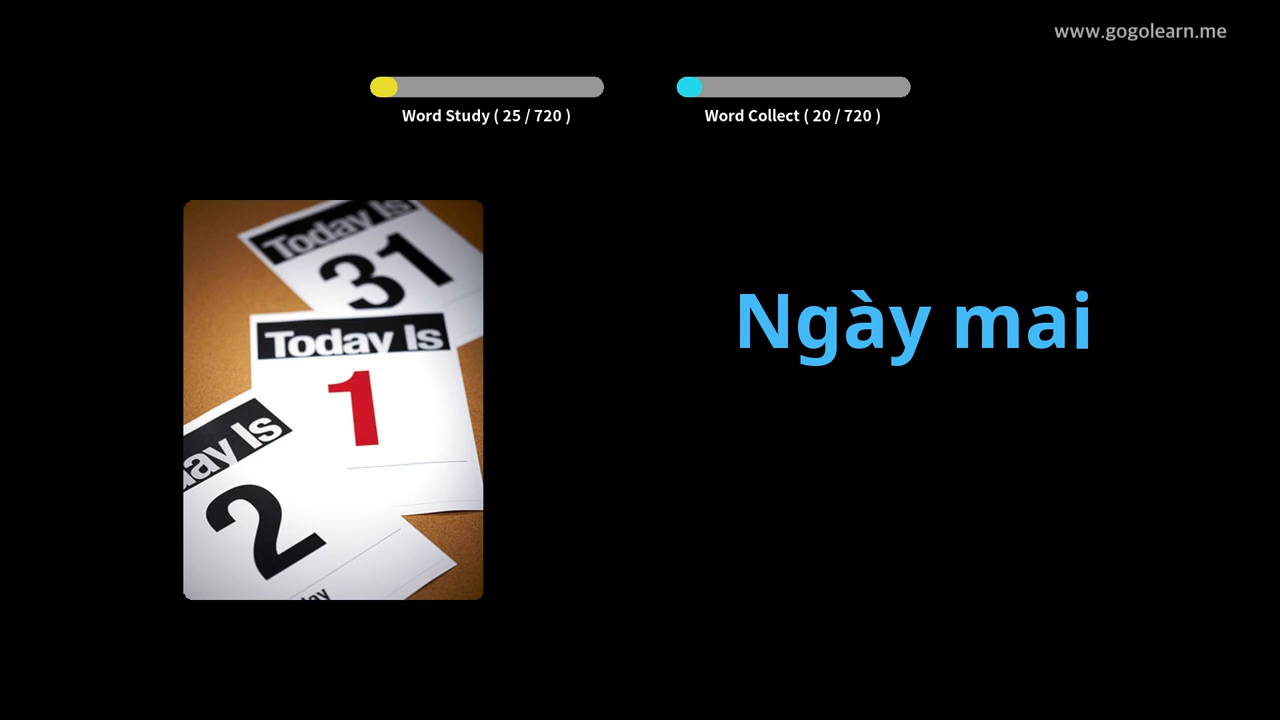 www.gogolearn.me
Word Study ( 25 / 720 )
Word Collect ( 20 / 720 )
Today Is
31
Today Is
1
Ngày mai
ay Is
2